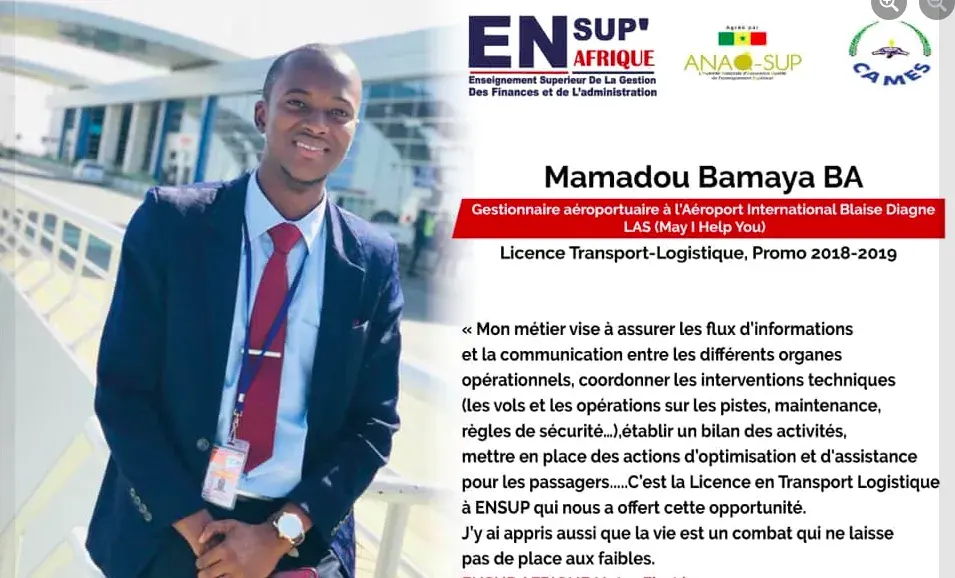 EN SUP'
AFRIQUE
Enseignement Superieur De La Gestion
Des Finances et de L'administration
Agréé par
ANAQ-SUP
CAMES
Mamadou Bamaya BA
Gestionnaire aéroportuaire à l'Aéroport International Blaise Diagne
LAS (May I Help You)
Licence Transport-Logistique, Promo 2018-2019
« Mon métier vise à assurer les flux d'informations
et la communication entre les différents organes
opérationnels, coordonner les interventions techniques
(les vols et les opérations sur les pistes, maintenance,
règles de sécurité...),établir un bilan des activités,
mettre en place des actions d'optimisation et d'assistance
pour les passagers.....C'est la Licence en Transport Logistique
à ENSUP qui nous a offert cette opportunité.
J'y ai appris aussi que la vie est un combat qui ne laisse
pas de place aux faibles.